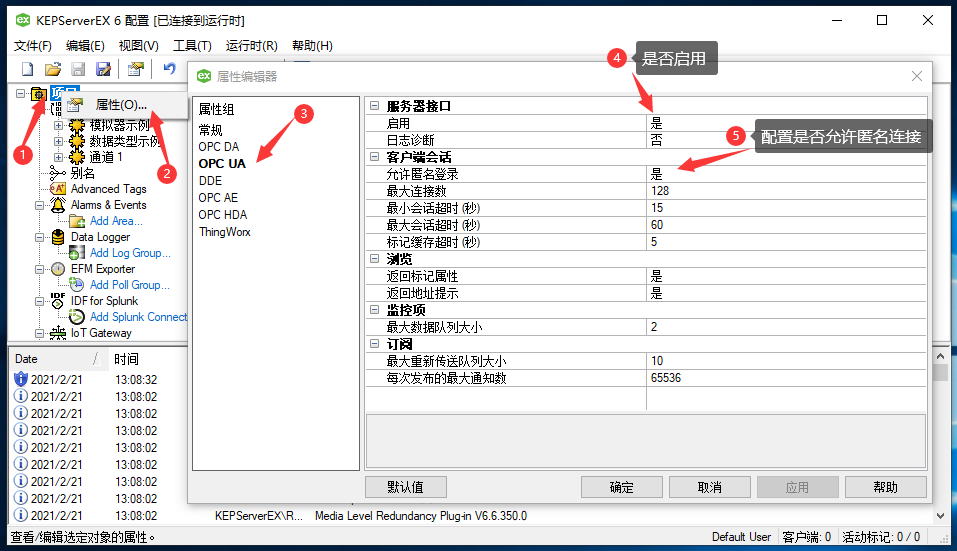 KEPServerEX 6 配置 [已连接到运行时]
文件(F) 编辑(E) 视图(V) 工具(T) 运行时(R) 帮助(H)
项目
属性(O)...
模拟器示例
数据类型示例
通道 1
别名
Advanced Tags
Alarms & Events
Add Area...
Data Logger
Add Log Group...
EFM Exporter
Add Poll Group...
IDF for Splunk
Add Splunk Connect
IoT Gateway
1
2
3
属性编辑器
属性组
常规
OPC DA
OPC UA
DDE
OPC AE
OPC HDA
ThingWorx
4 是否启用
5 配置是否允许匿名连接
服务器接口
启用 是
日志诊断 否
客户端会话
允许匿名登录 是
最大连接数 128
最小会话超时 (秒) 15
最大会话超时 (秒) 60
标记缓存超时 (秒) 5
浏览
返回标记属性 是
返回地址提示 是
监控项
最大数据队列大小 2
订阅
最大重新传送队列大小 10
每次发布的最大通知数 65536
默认值 确定 取消 应用 帮助
Date / 时间
2021/2/21 13:08:32
2021/2/21 13:08:02
2021/2/21 13:08:02
2021/2/21 13:08:02
2021/2/21 13:08:02
2021/2/21 13:08:02
2021/2/21 13:08:02
2021/2/21 13:08:02
2021/2/21 13:08:02 KEPServerEX\R... Media Level Redundancy Plug-in V6.6.350.0
查看/编辑选定对象的属性。 Default User 客户端: 0 活动标记: 0 / 0